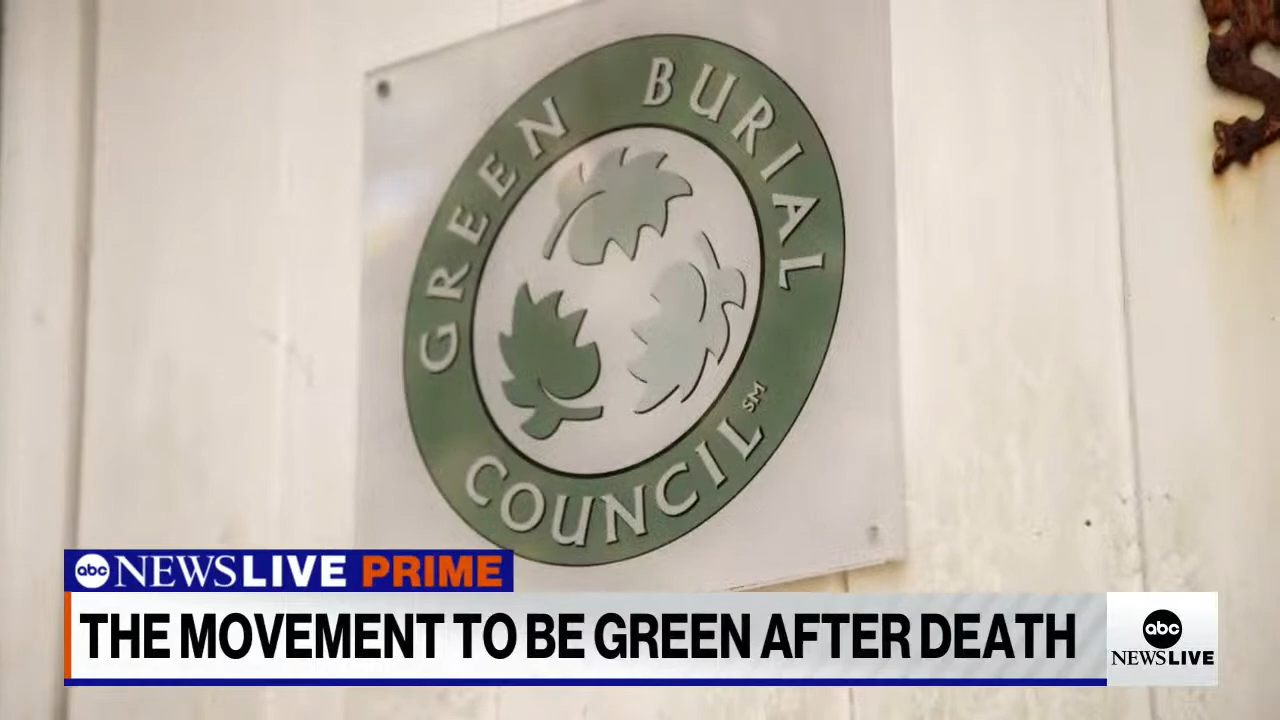 GREEN BURIAL
COUNCIL SM
abc NEWS LIVE PRIME
THE MOVEMENT TO BE GREEN AFTER DEATH
abc
NEWS LIVE